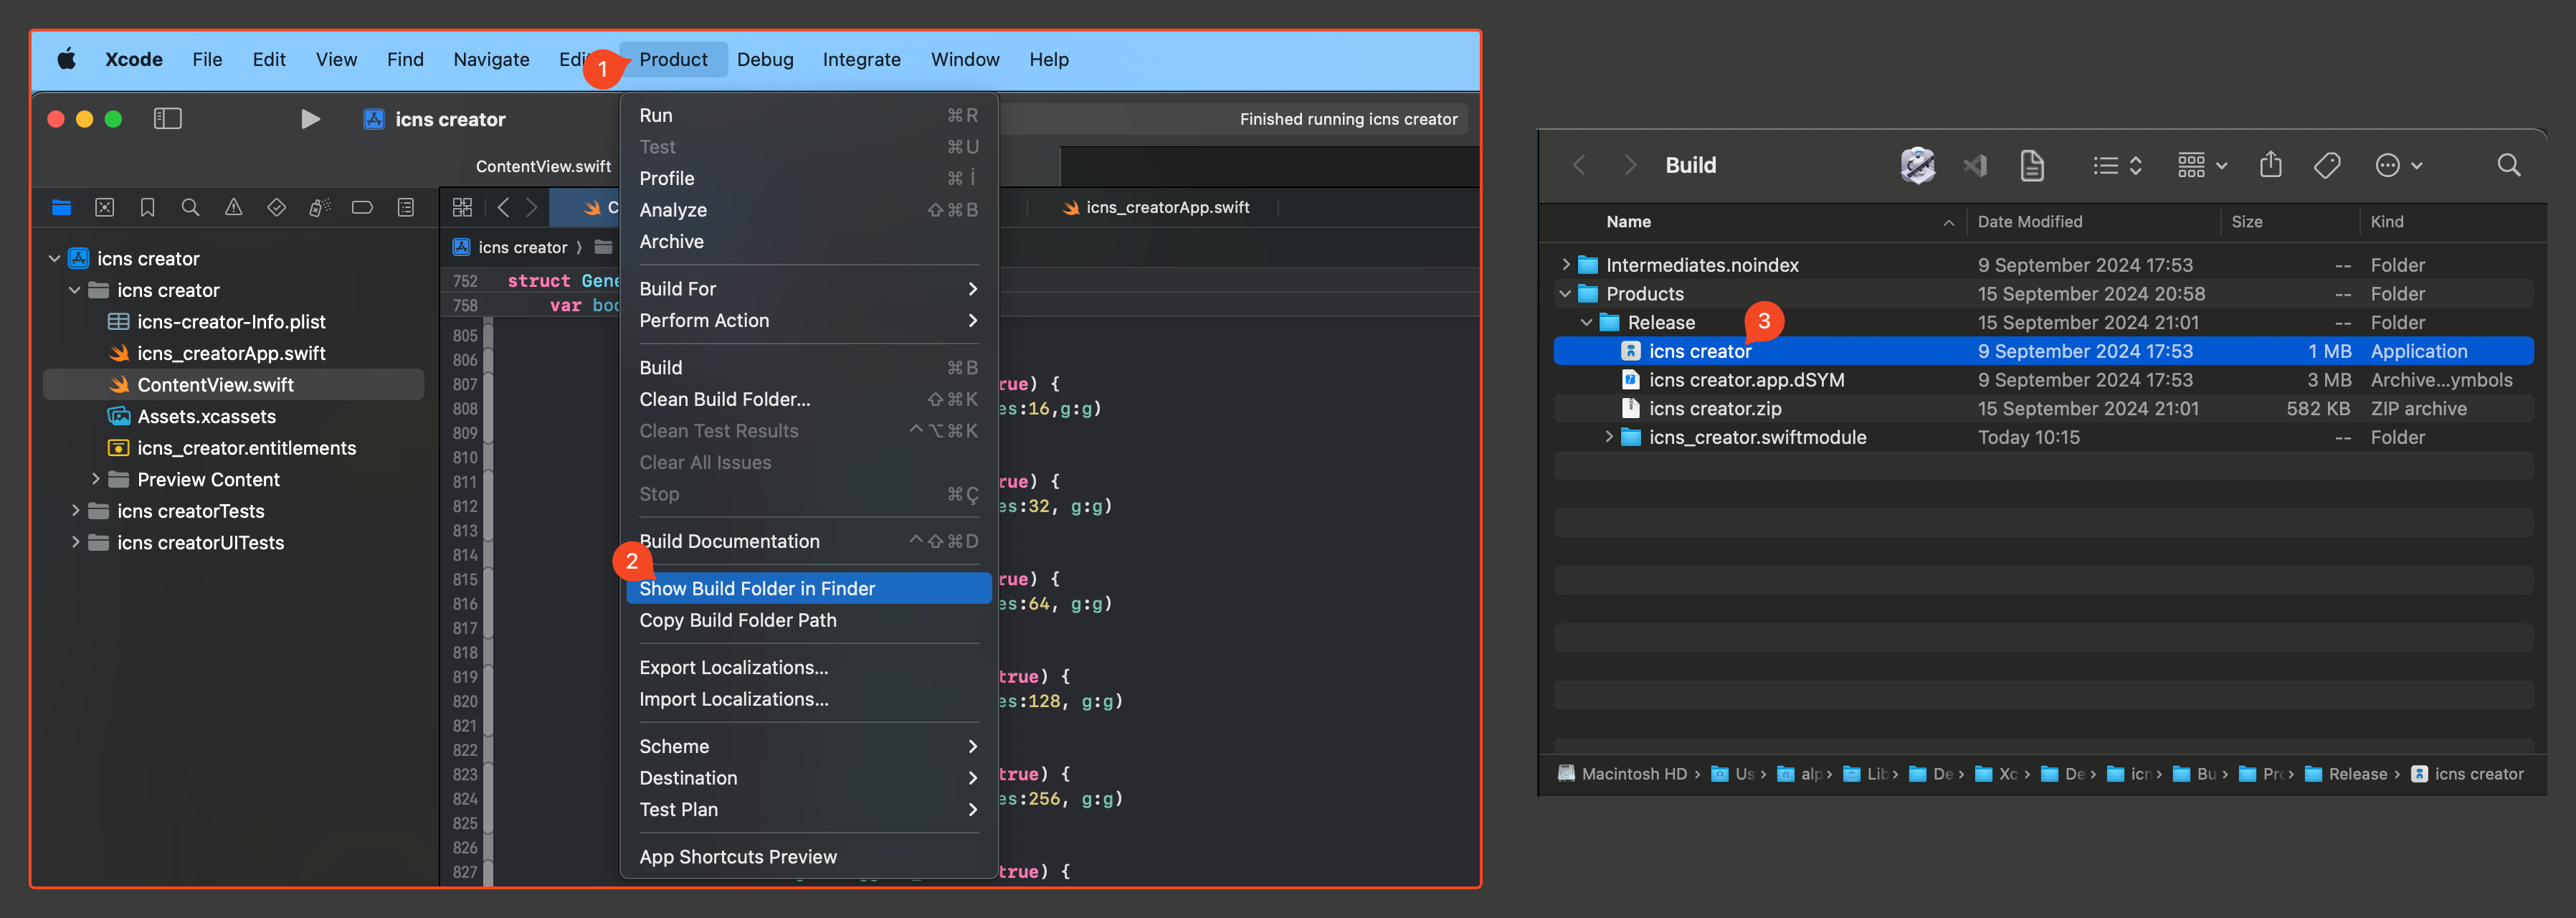 Xcode File Edit View Find Navigate Product Debug Integrate Window Help
1
icns creator
Finished running icns creator
ContentView.swift
icns_creatorApp.swift
icns creator
752 struct
758 var
805
806
807
808
809
810
811
812
813
814
815
816
817
818
819
820
821
822
823
824
825
826
827
rue) {
es:16,g:g)
rue) {
es:32, g:g)
rue) {
es:64, g:g)
true) {
es:128, g:g)
true) {
es:256, g:g)
true) {
icns creator
icns creator
icns-creator-Info.plist
icns_creatorApp.swift
ContentView.swift
Assets.xcassets
icns_creator.entitlements
Preview Content
icns creatorTests
icns creatorUITests
Run ⌘R
Test ⌘U
Profile ⌘İ
Analyze ⇧⌘B
Archive
Build For
Perform Action
Build ⌘B
Clean Build Folder... ⇧⌘K
Clean Test Results ^⌥⌘K
Clear All Issues
Stop ⌘Ç
Build Documentation ^⇧⌘D
2
Show Build Folder in Finder
Copy Build Folder Path
Export Localizations...
Import Localizations...
Scheme
Destination
Test Plan
App Shortcuts Preview
Build
Name Date Modified Size Kind
Intermediates.noindex 9 September 2024 17:53 -- Folder
Products 15 September 2024 20:58 -- Folder
Release 15 September 2024 21:01 -- Folder
3
icns creator 9 September 2024 17:53 1 MB Application
icns creator.app.dSYM 9 September 2024 17:53 3 MB Archive...ymbols
icns creator.zip 15 September 2024 21:01 582 KB ZIP archive
icns_creator.swiftmodule Today 10:15 -- Folder
Macintosh HD › Us › alp › Lib › De › Xc › De › icn › Bu › Pro › Release › icns creator